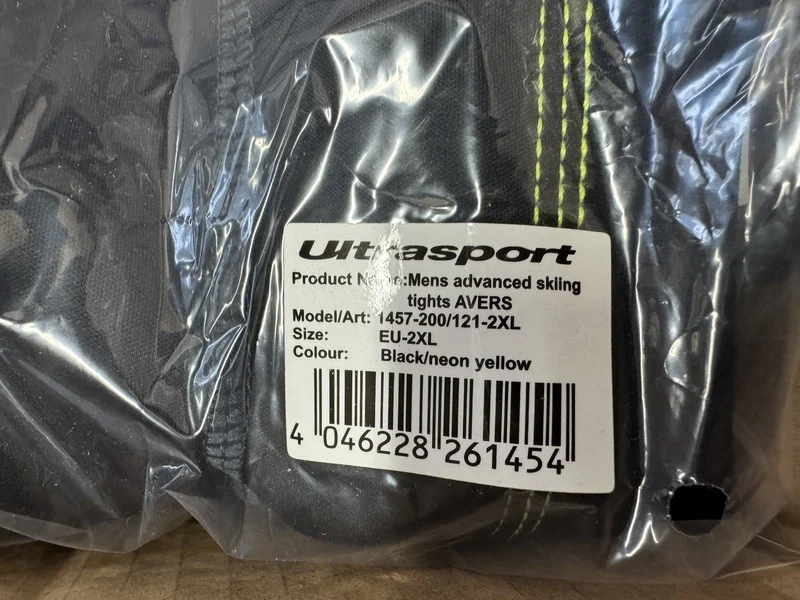 Ultrasport
Product Name:Mens advanced skiing
tights AVERS
Model/Art: 1457-200/121-2XL
Size: EU-2XL
Colour: Black/neon yellow
4 046228 261454